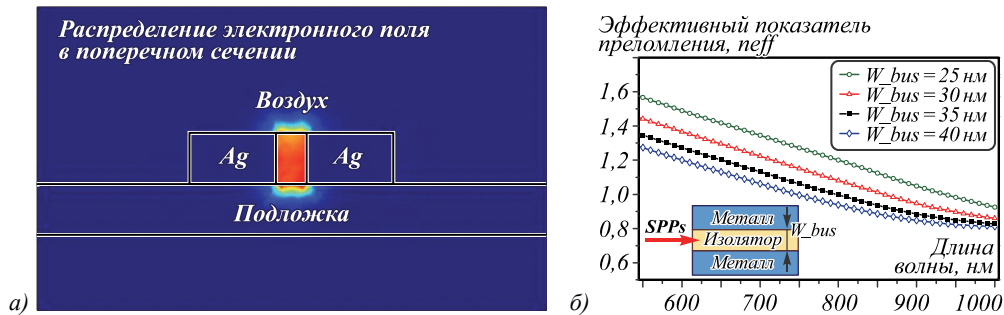 Распределение электронного поля
в поперечном сечении
Воздух
Ag
Ag
Подложка
а)
Эффективный показатель
преломления, neff
1,6
1,4
1,2
1,0
0,8
0,6
W_bus = 25 нм
W_bus = 30 нм
W_bus = 35 нм
W_bus = 40 нм
SPPs
Металл
Изолятор
Металл
W_bus
Длина
волны, нм
600
700
800
900
1000
б)